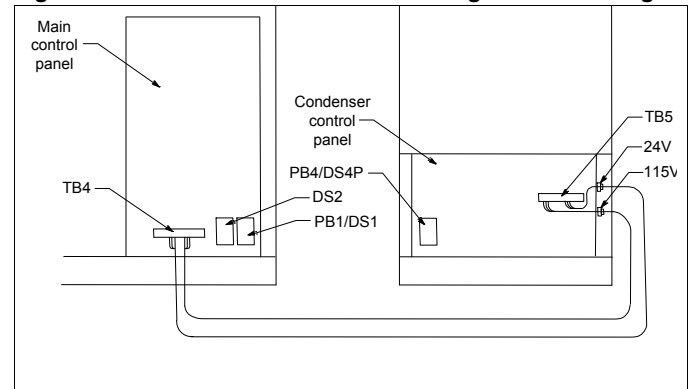 Main
control
panel
TB4
DS2
PB1/DS1
Condenser
control
panel
PB4/DS4P
TB5
24V
115V